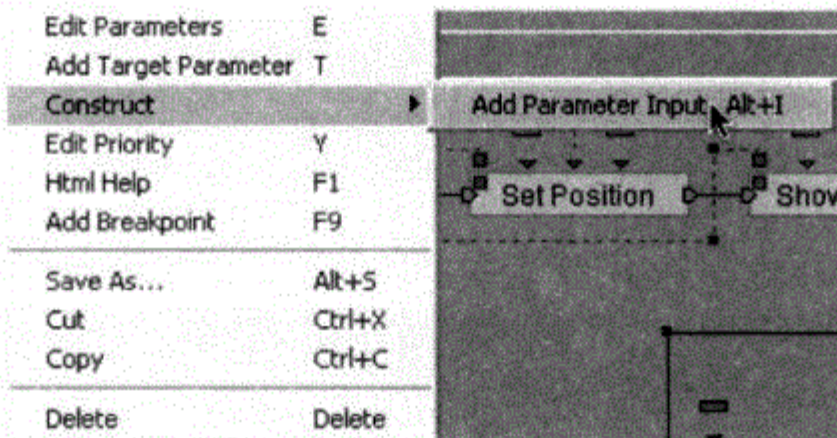 Edit Parameters E
Add Target Parameter T
Construct
Add Parameter Input Alt+I
Edit Priority Y
Html Help F1
Add Breakpoint F9
Set Position
Show
Save As... Alt+S
Cut Ctrl+X
Copy Ctrl+C
Delete Delete